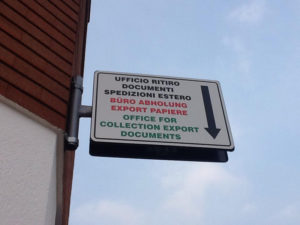 UFFICIO RITIRO
DOCUMENTI
SPEDIZIONI ESTERO
BÜRO ABHOLUNG
EXPORT PAPIERE
OFFICE FOR
COLLECTION EXPORT
DOCUMENTS